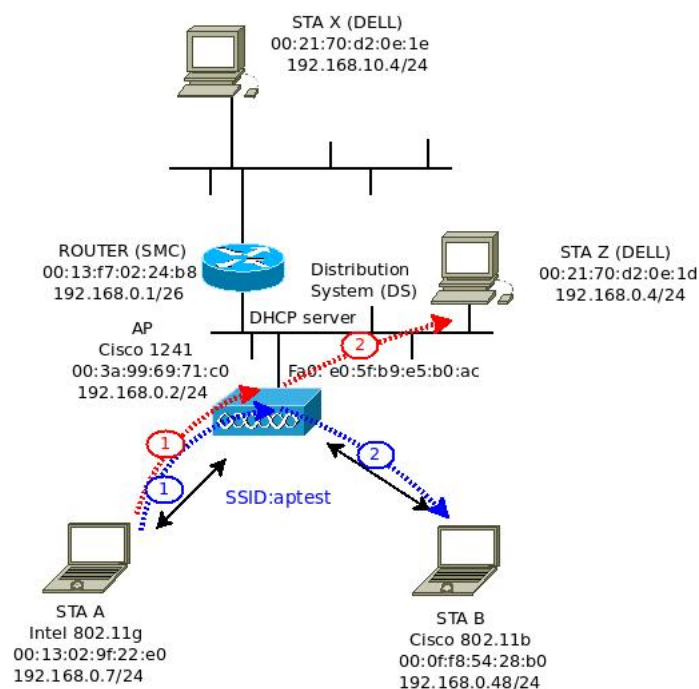 STA X (DELL)
00:21:70:d2:0e:1e
192.168.10.4/24
ROUTER (SMC)
00:13:f7:02:24:b8
192.168.0.1/26
Distribution
System (DS)
STA Z (DELL)
00:21:70:d2:0e:1d
192.168.0.4/24
DHCP server
AP
Cisco 1241
00:3a:99:69:71:c0
192.168.0.2/24
2
Fa0: e0:5f:b9:e5:b0:ac
1
1
2
SSID:aptest
STA A
Intel 802.11g
00:13:02:9f:22:e0
192.168.0.7/24
STA B
Cisco 802.11b
00:0f:f8:54:28:b0
192.168.0.48/24